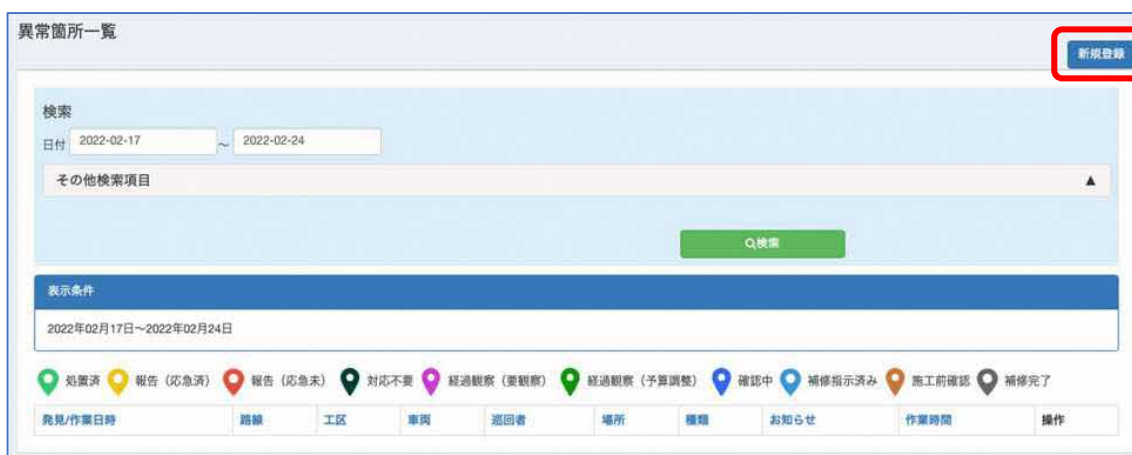 異常箇所一覧
新規登録
検索
日付 2022-02-17 ～ 2022-02-24
その他検索項目 ▲
検索
表示条件
2022年02月17日～2022年02月24日
処置済 報告（応急済） 報告（応急未） 対応不要 経過観察（要観察） 経過観察（予算調整） 確認中 補修指示済み 施工前確認 補修完了
発見/作業日時 路線 工区 車両 巡回者 場所 種類 お知らせ 作業時間 操作